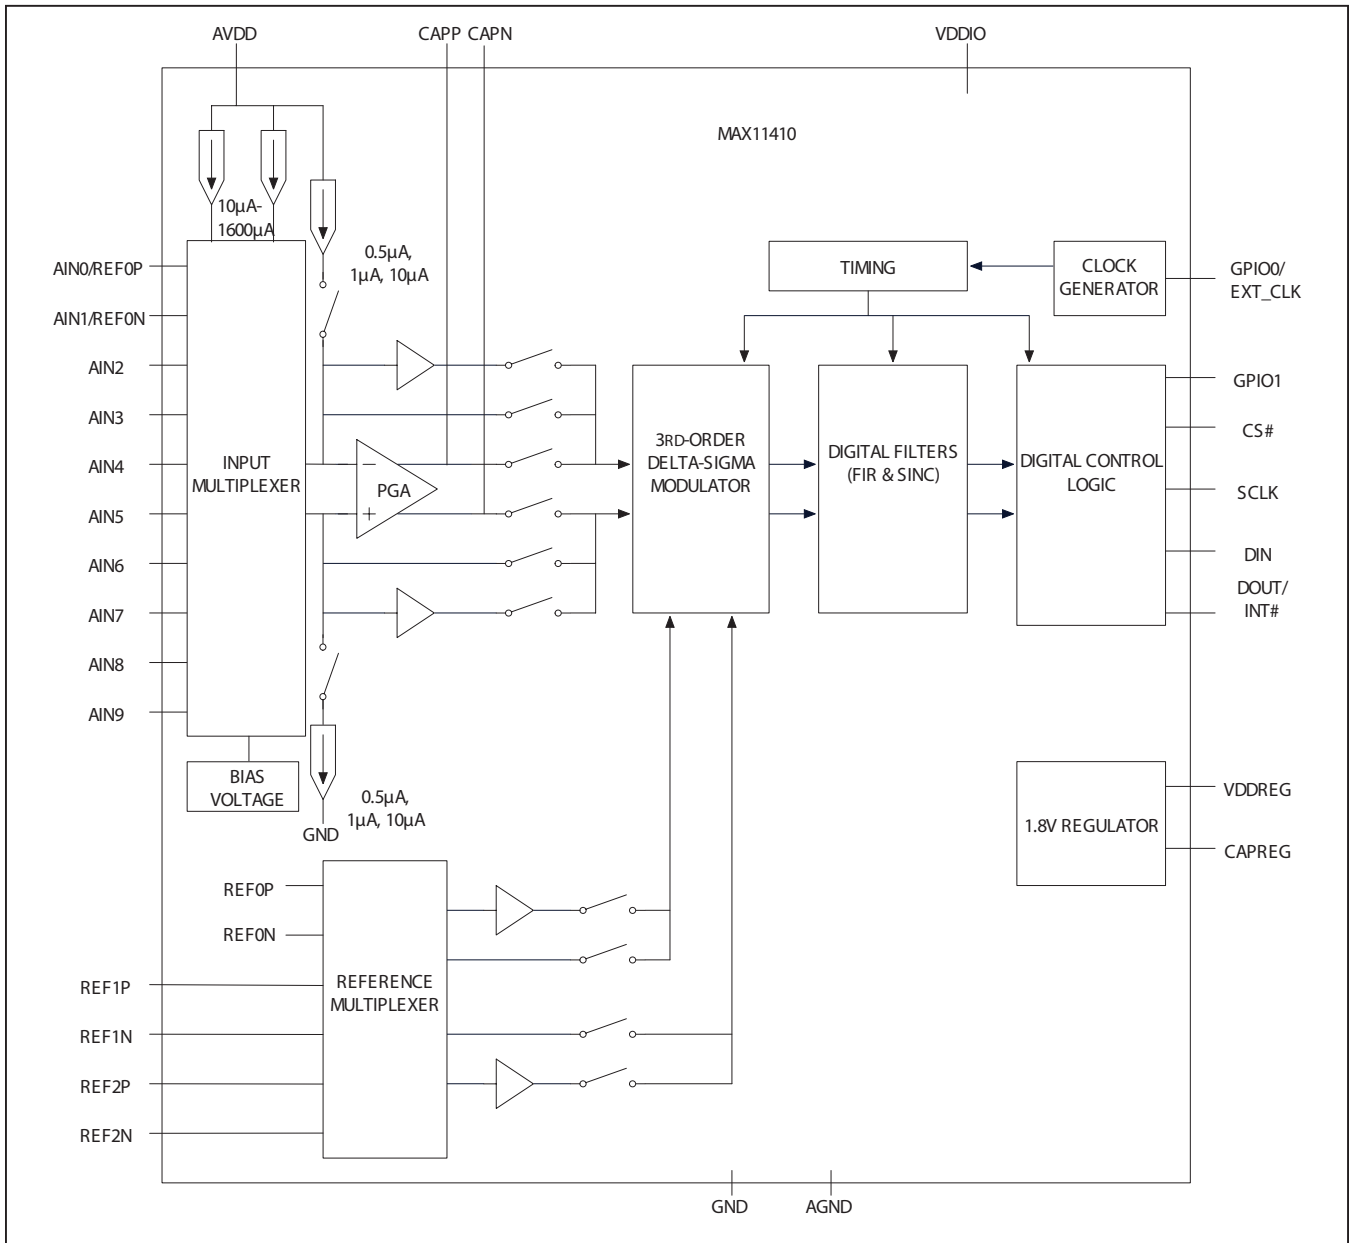 AVDD
CAPP CAPN
VDDIO
MAX11410
10µA-
1600µA
0.5µA,
1µA, 10µA
AIN0/REF0P
AIN1/REF0N
AIN2
AIN3
AIN4
AIN5
AIN6
AIN7
AIN8
AIN9
INPUT
MULTIPLEXER
PGA
TIMING
CLOCK
GENERATOR
GPIO0/
EXT_CLK
3RD-ORDER
DELTA-SIGMA
MODULATOR
DIGITAL FILTERS
(FIR & SINC)
DIGITAL CONTROL
LOGIC
GPIO1
CS#
SCLK
DIN
DOUT/
INT#
BIAS
VOLTAGE
0.5µA,
1µA, 10µA
GND
1.8V REGULATOR
VDDREG
CAPREG
REF0P
REF0N
REF1P
REF1N
REF2P
REF2N
REFERENCE
MULTIPLEXER
GND
AGND